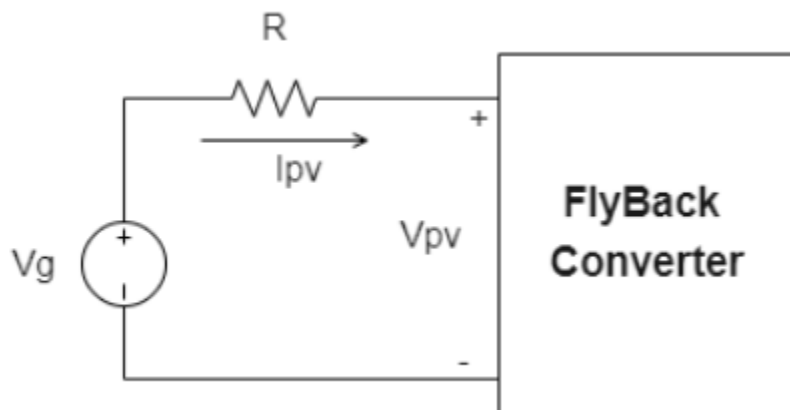 R
+
Ipv
FlyBack
Vpv
Converter
+
Vg
-
-